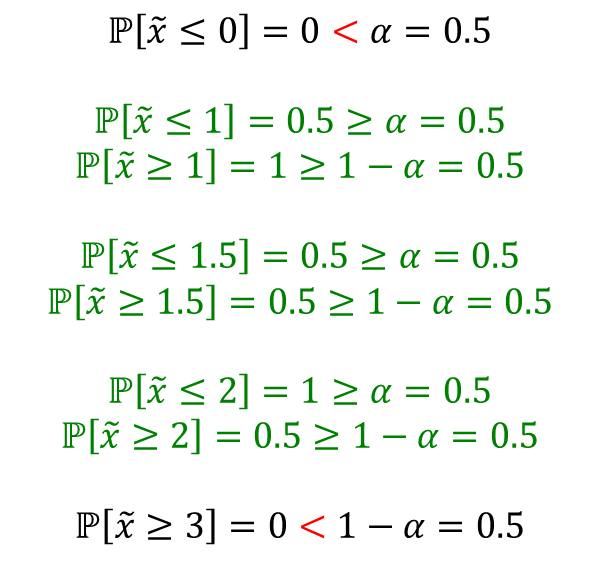 ℙ[x̃ ≤ 0] = 0 < α = 0.5
ℙ[x̃ ≤ 1] = 0.5 ≥ α = 0.5
ℙ[x̃ ≥ 1] = 1 ≥ 1 − α = 0.5
ℙ[x̃ ≤ 1.5] = 0.5 ≥ α = 0.5
ℙ[x̃ ≥ 1.5] = 0.5 ≥ 1 − α = 0.5
ℙ[x̃ ≤ 2] = 1 ≥ α = 0.5
ℙ[x̃ ≥ 2] = 0.5 ≥ 1 − α = 0.5
ℙ[x̃ ≥ 3] = 0 < 1 − α = 0.5